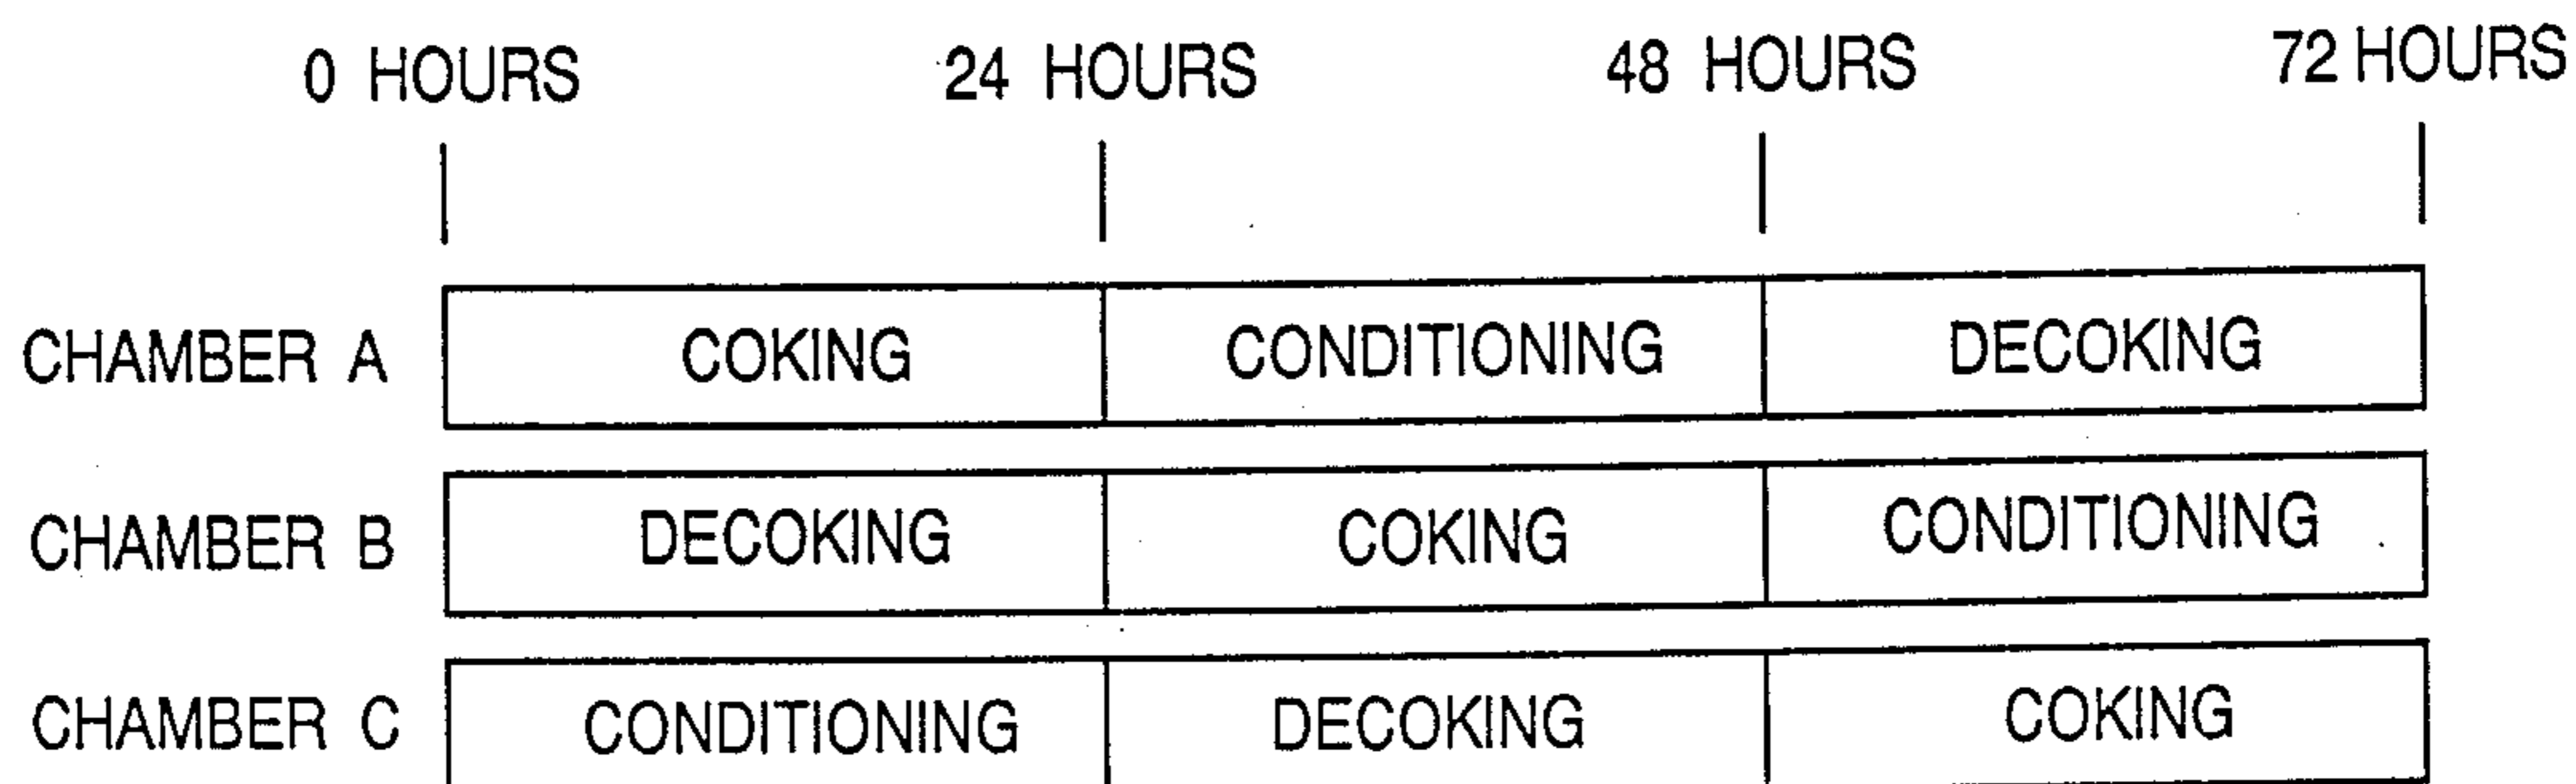 0 HOURS 24 HOURS 48 HOURS 72 HOURS
CHAMBER A COKING CONDITIONING DECOKING
CHAMBER B DECOKING COKING CONDITIONING
CHAMBER C CONDITIONING DECOKING COKING